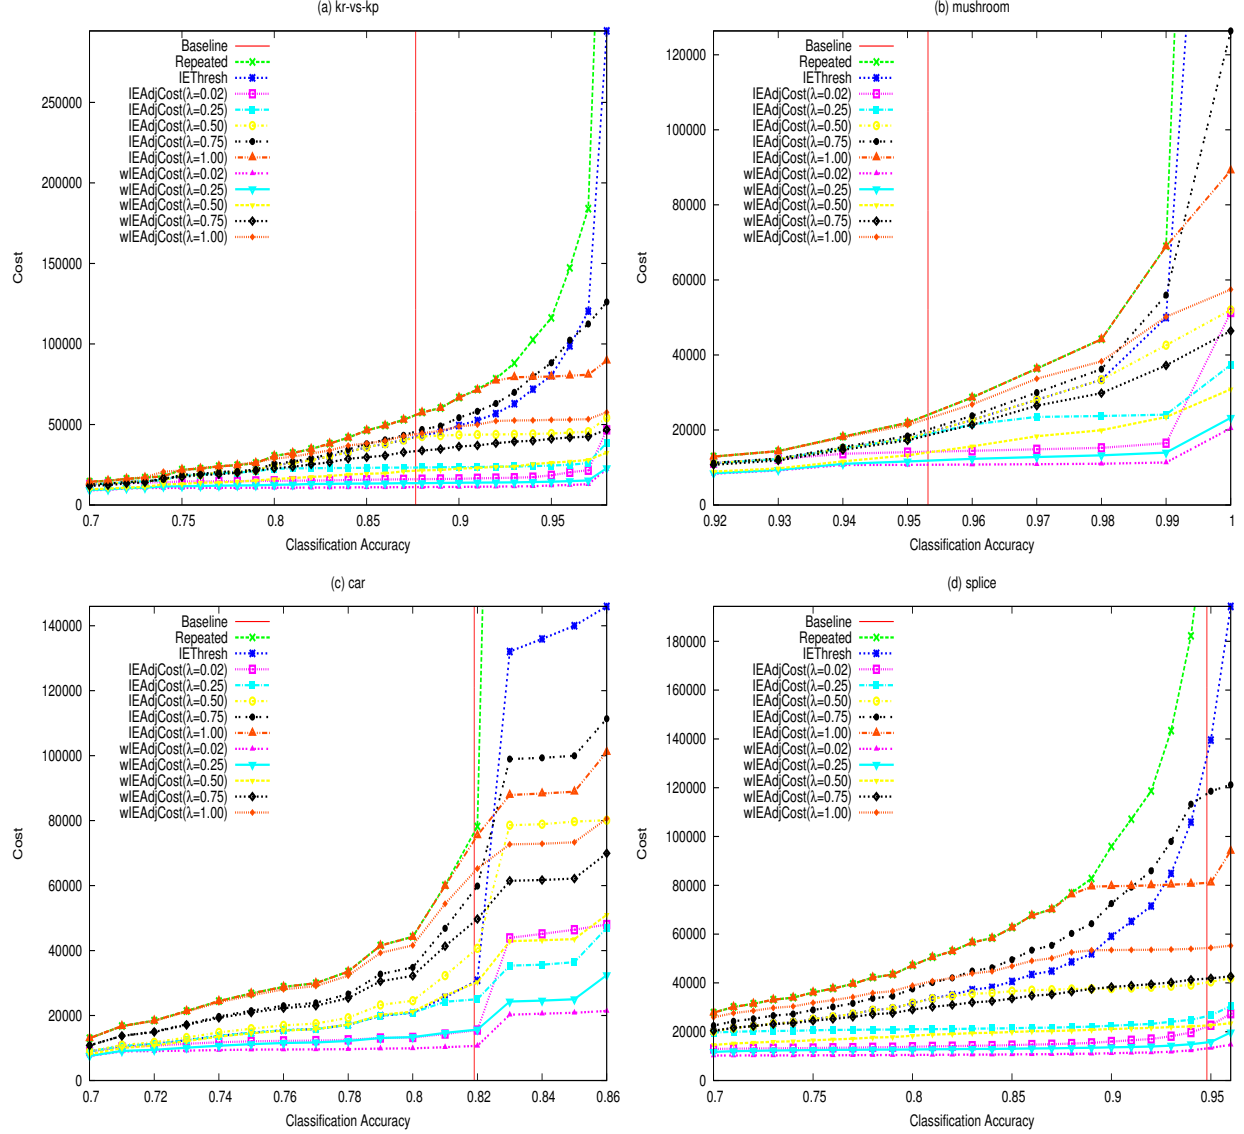 (a) kr-vs-kp
Baseline
Repeated
IEThresh
IEAdjCost(λ=0.02)
IEAdjCost(λ=0.25)
IEAdjCost(λ=0.50)
IEAdjCost(λ=0.75)
IEAdjCost(λ=1.00)
wIEAdjCost(λ=0.02)
wIEAdjCost(λ=0.25)
wIEAdjCost(λ=0.50)
wIEAdjCost(λ=0.75)
wIEAdjCost(λ=1.00)
250000
200000
150000
100000
50000
0
Cost
0.7 0.75 0.8 0.85 0.9 0.95
Classification Accuracy
(b) mushroom
Baseline
Repeated
IEThresh
IEAdjCost(λ=0.02)
IEAdjCost(λ=0.25)
IEAdjCost(λ=0.50)
IEAdjCost(λ=0.75)
IEAdjCost(λ=1.00)
wIEAdjCost(λ=0.02)
wIEAdjCost(λ=0.25)
wIEAdjCost(λ=0.50)
wIEAdjCost(λ=0.75)
wIEAdjCost(λ=1.00)
120000
100000
80000
60000
40000
20000
0
Cost
0.92 0.93 0.94 0.95 0.96 0.97 0.98 0.99 1
Classification Accuracy
(c) car
Baseline
Repeated
IEThresh
IEAdjCost(λ=0.02)
IEAdjCost(λ=0.25)
IEAdjCost(λ=0.50)
IEAdjCost(λ=0.75)
IEAdjCost(λ=1.00)
wIEAdjCost(λ=0.02)
wIEAdjCost(λ=0.25)
wIEAdjCost(λ=0.50)
wIEAdjCost(λ=0.75)
wIEAdjCost(λ=1.00)
140000
120000
100000
80000
60000
40000
20000
0
Cost
0.7 0.72 0.74 0.76 0.78 0.8 0.82 0.84 0.86
Classification Accuracy
(d) splice
Baseline
Repeated
IEThresh
IEAdjCost(λ=0.02)
IEAdjCost(λ=0.25)
IEAdjCost(λ=0.50)
IEAdjCost(λ=0.75)
IEAdjCost(λ=1.00)
wIEAdjCost(λ=0.02)
wIEAdjCost(λ=0.25)
wIEAdjCost(λ=0.50)
wIEAdjCost(λ=0.75)
wIEAdjCost(λ=1.00)
180000
160000
140000
120000
100000
80000
60000
40000
20000
0
Cost
0.7 0.75 0.8 0.85 0.9 0.95
Classification Accuracy